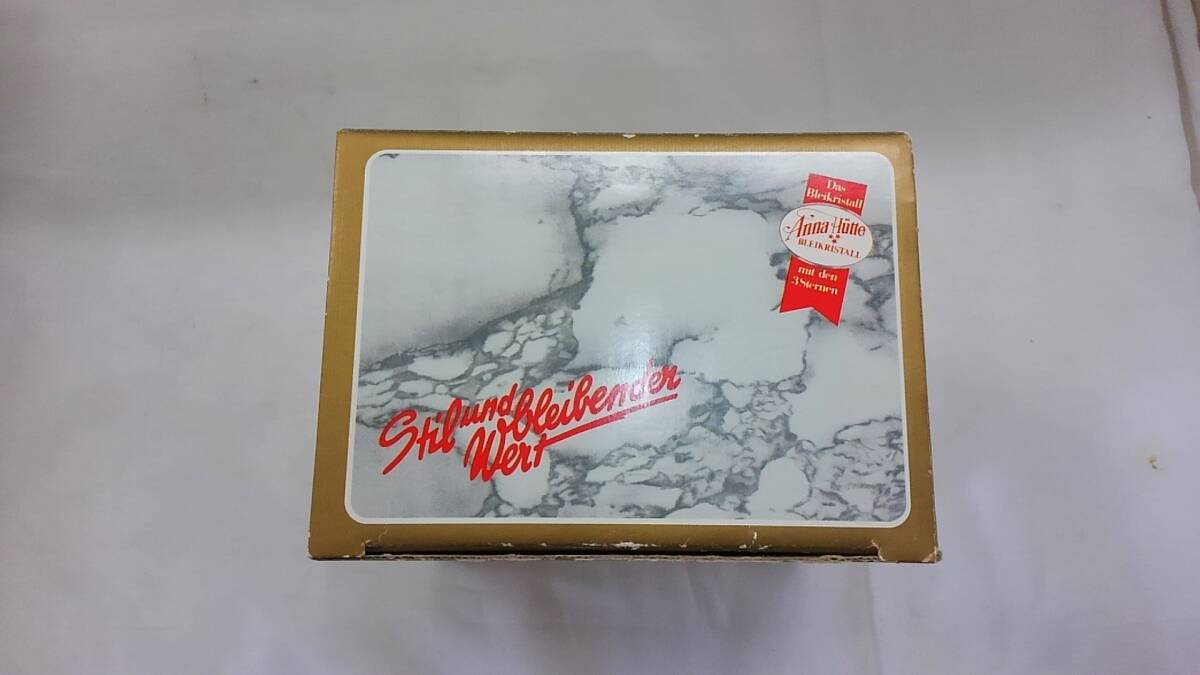 Das
Bleikristall
Anna Hütte
BLEIKRISTALL
mit den
3 Sternen
Stil und bleibender
Wert